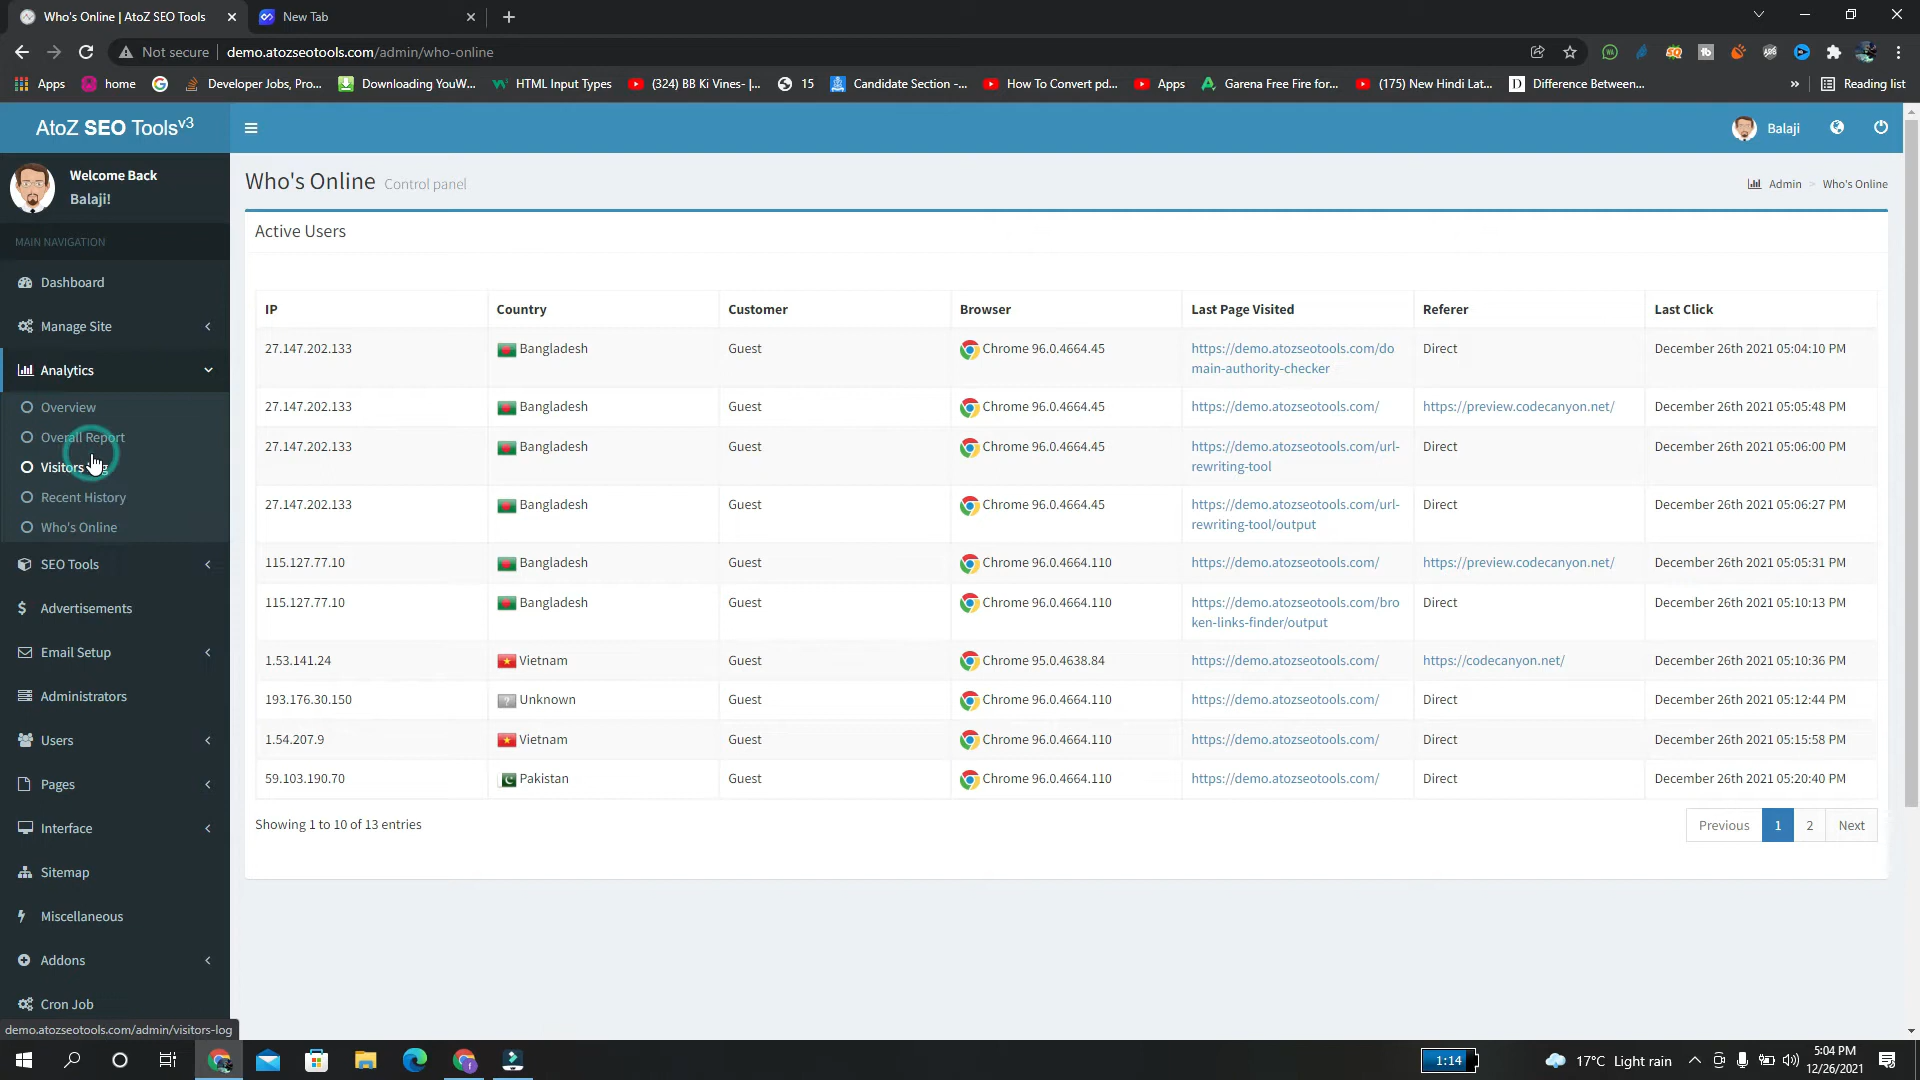 Who's Online | AtoZ SEO Tools
New Tab
Not secure
demo.atozseotools.com/admin/who-online
Apps
home
Developer Jobs, Pro...
Downloading YouW...
HTML Input Types
(324) BB Ki Vines- |...
15
Candidate Section -...
How To Convert pd...
Apps
Garena Free Fire for...
(175) New Hindi Lat...
Difference Between...
Reading list
AtoZ SEO Tools v3
Balaji
Welcome Back
Balaji!
Who's Online Control panel
Admin > Who's Online
MAIN NAVIGATION
Dashboard
Manage Site
Analytics
Overview
Overall Report
Visitors
Recent History
Who's Online
SEO Tools
Advertisements
Email Setup
Administrators
Users
Pages
Interface
Sitemap
Miscellaneous
Addons
Cron Job
Active Users
IP Country Customer Browser Last Page Visited Referer Last Click
27.147.202.133 Bangladesh Guest Chrome 96.0.4664.45 https://demo.atozseotools.com/do Direct December 26th 2021 05:04:10 PM
main-authority-checker
27.147.202.133 Bangladesh Guest Chrome 96.0.4664.45 https://demo.atozseotools.com/ https://preview.codecanyon.net/ December 26th 2021 05:05:48 PM
27.147.202.133 Bangladesh Guest Chrome 96.0.4664.45 https://demo.atozseotools.com/url- Direct December 26th 2021 05:06:00 PM
rewriting-tool
27.147.202.133 Bangladesh Guest Chrome 96.0.4664.45 https://demo.atozseotools.com/url- Direct December 26th 2021 05:06:27 PM
rewriting-tool/output
115.127.77.10 Bangladesh Guest Chrome 96.0.4664.110 https://demo.atozseotools.com/ https://preview.codecanyon.net/ December 26th 2021 05:05:31 PM
115.127.77.10 Bangladesh Guest Chrome 96.0.4664.110 https://demo.atozseotools.com/bro Direct December 26th 2021 05:10:13 PM
ken-links-finder/output
1.53.141.24 Vietnam Guest Chrome 95.0.4638.84 https://demo.atozseotools.com/ https://codecanyon.net/ December 26th 2021 05:10:36 PM
193.176.30.150 Unknown Guest Chrome 96.0.4664.110 https://demo.atozseotools.com/ Direct December 26th 2021 05:12:44 PM
1.54.207.9 Vietnam Guest Chrome 96.0.4664.110 https://demo.atozseotools.com/ Direct December 26th 2021 05:15:58 PM
59.103.190.70 Pakistan Guest Chrome 96.0.4664.110 https://demo.atozseotools.com/ Direct December 26th 2021 05:20:40 PM
Showing 1 to 10 of 13 entries
Previous 1 2 Next
demo.atozseotools.com/admin/visitors-log
1:14
17°C Light rain
5:04 PM
12/26/2021